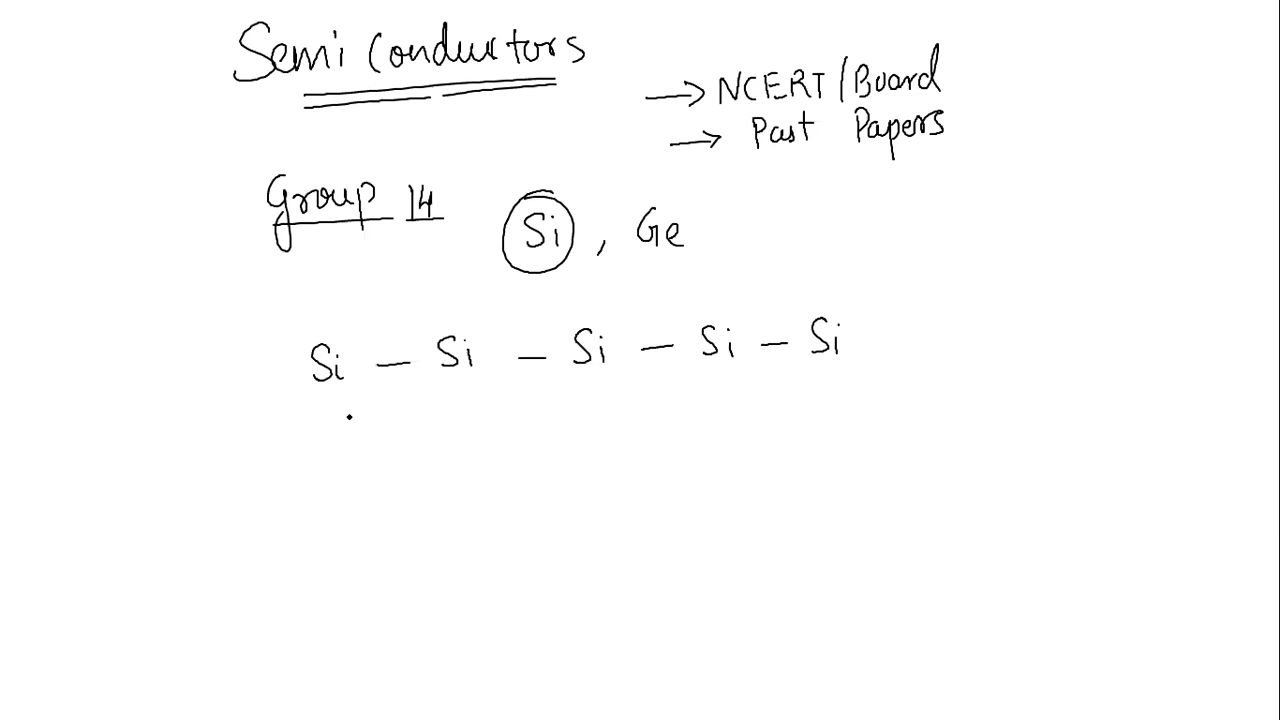 Semi Conductors
→ NCERT / Board
→ Past Papers
Group 14 Si, Ge
Si – Si – Si – Si – Si